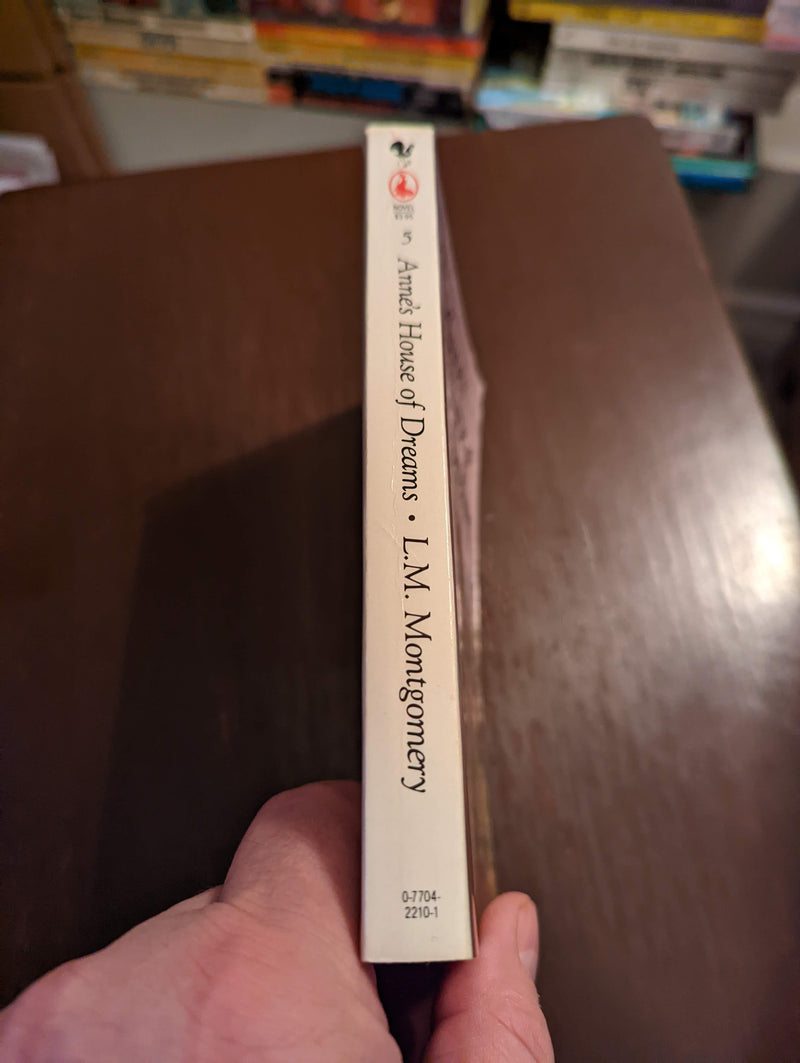 5
Anne's House of Dreams • L.M. Montgomery
0-7704-
2210-1